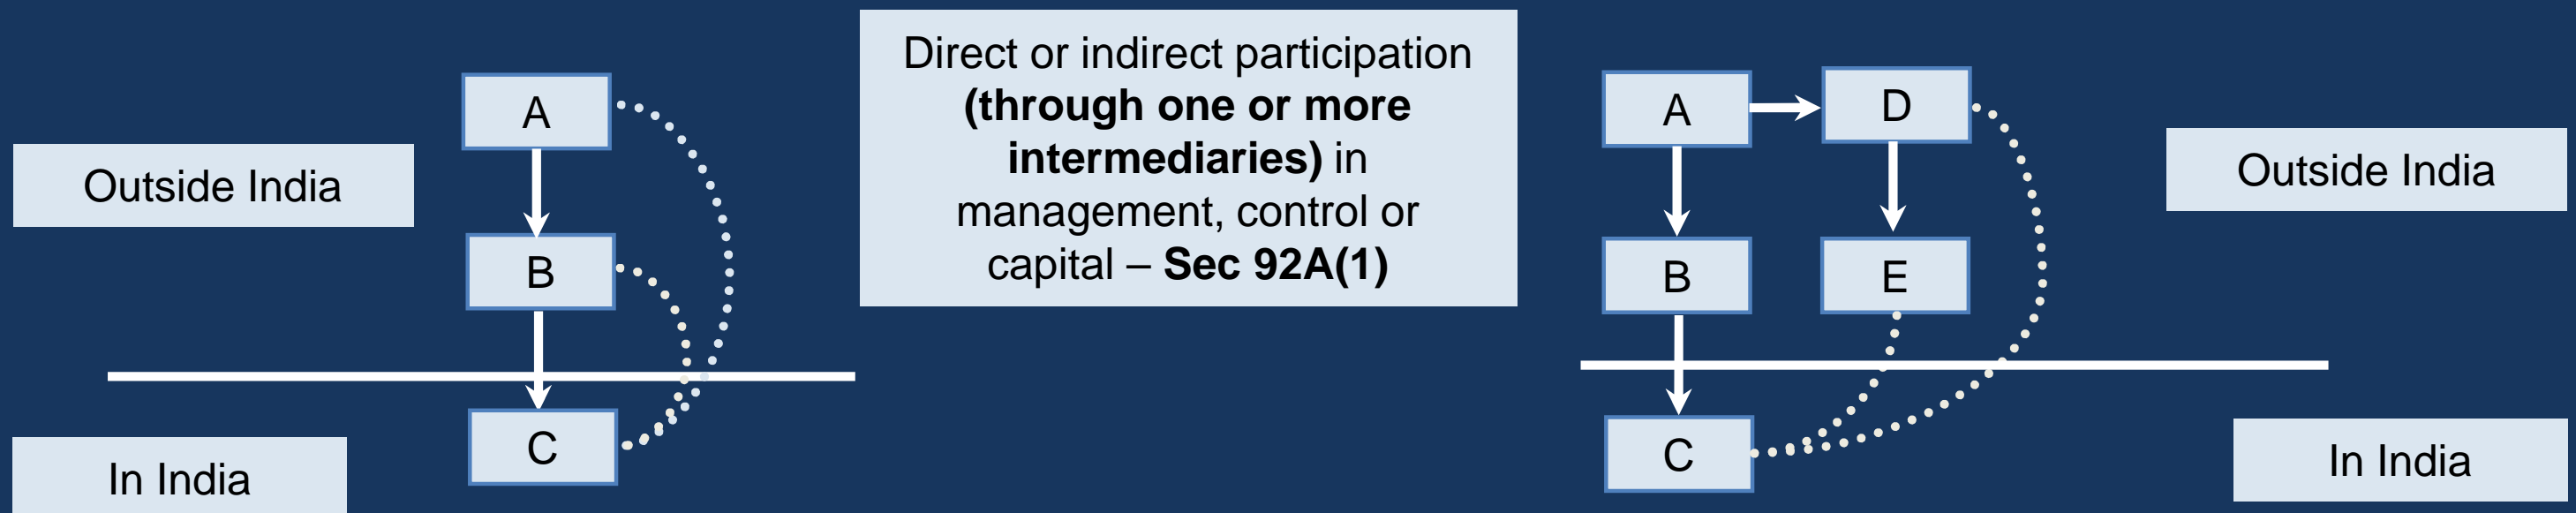 Outside India
A
B
C
In India
Direct or indirect participation
(through one or more
intermediaries) in
management, control or
capital – Sec 92A(1)
A
D
B
E
C
Outside India
In India